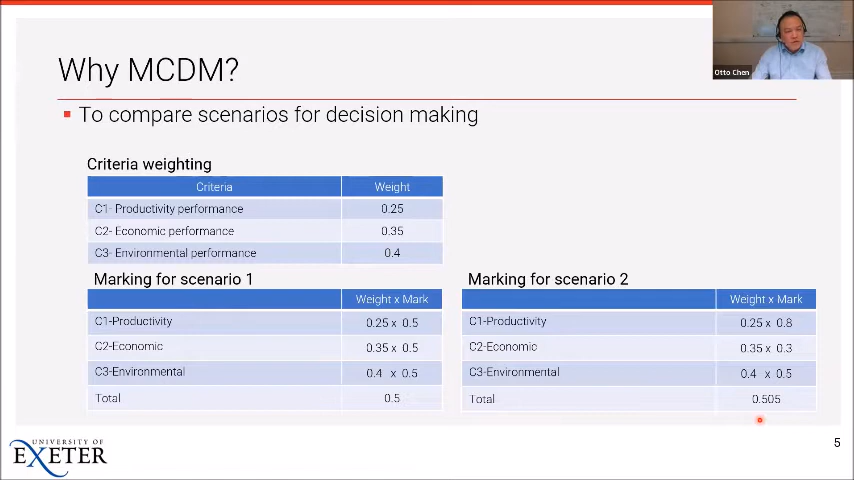 Otto Chen
Why MCDM?
To compare scenarios for decision making
Criteria weighting
Criteria Weight
C1- Productivity performance 0.25
C2- Economic performance 0.35
C3- Environmental performance 0.4
Marking for scenario 1
Weight x Mark
C1-Productivity 0.25 x 0.5
C2-Economic 0.35 x 0.5
C3-Environmental 0.4 x 0.5
Total 0.5
Marking for scenario 2
Weight x Mark
C1-Productivity 0.25 x 0.8
C2-Economic 0.35 x 0.3
C3-Environmental 0.4 x 0.5
Total 0.505
UNIVERSITY OF
EXETER
5